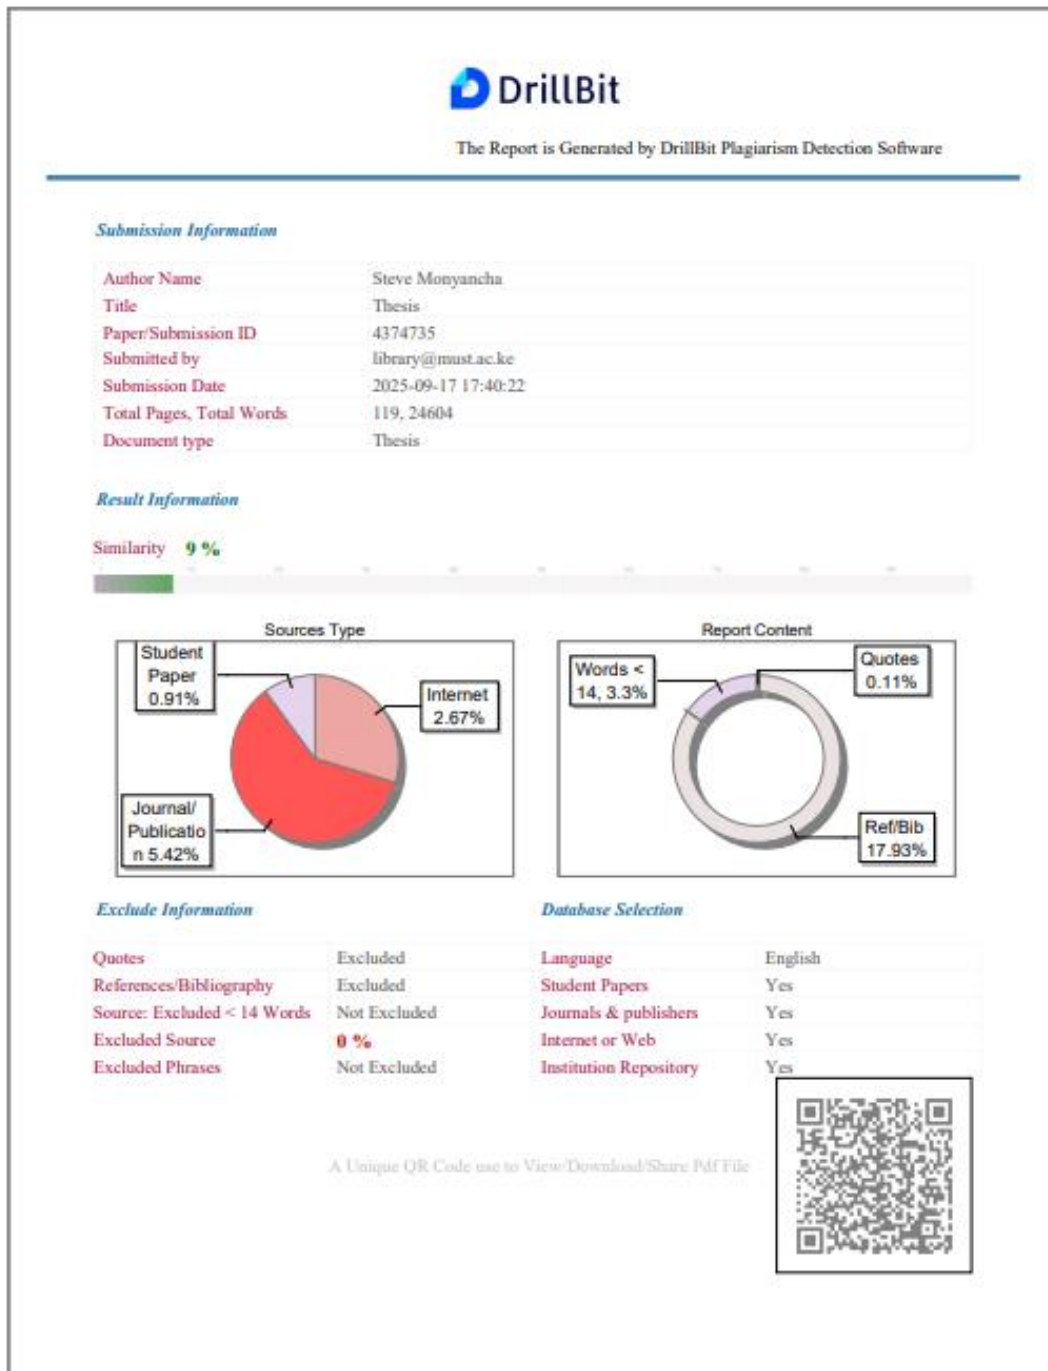 DrillBit
The Report is Generated by DrillBit Plagiarism Detection Software
Submission Information
Author Name Steve Monyancha
Title Thesis
Paper/Submission ID 4374735
Submitted by library@must.ac.ke
Submission Date 2025-09-17 17:40:22
Total Pages, Total Words 119, 24604
Document type Thesis
Result Information
Similarity 9 %
Sources Type
Student
Paper
0.91%
Internet
2.67%
Journal/
Publicatio
n 5.42%
Report Content
Words <
14, 3.3%
Quotes
0.11%
Ref/Bib
17.93%
Exclude Information
Quotes Excluded
References/Bibliography Excluded
Source: Excluded < 14 Words Not Excluded
Excluded Source 0 %
Excluded Phrases Not Excluded
Database Selection
Language English
Student Papers Yes
Journals & publishers Yes
Internet or Web Yes
Institution Repository Yes
A Unique QR Code use to View/Download/Share Pdf File